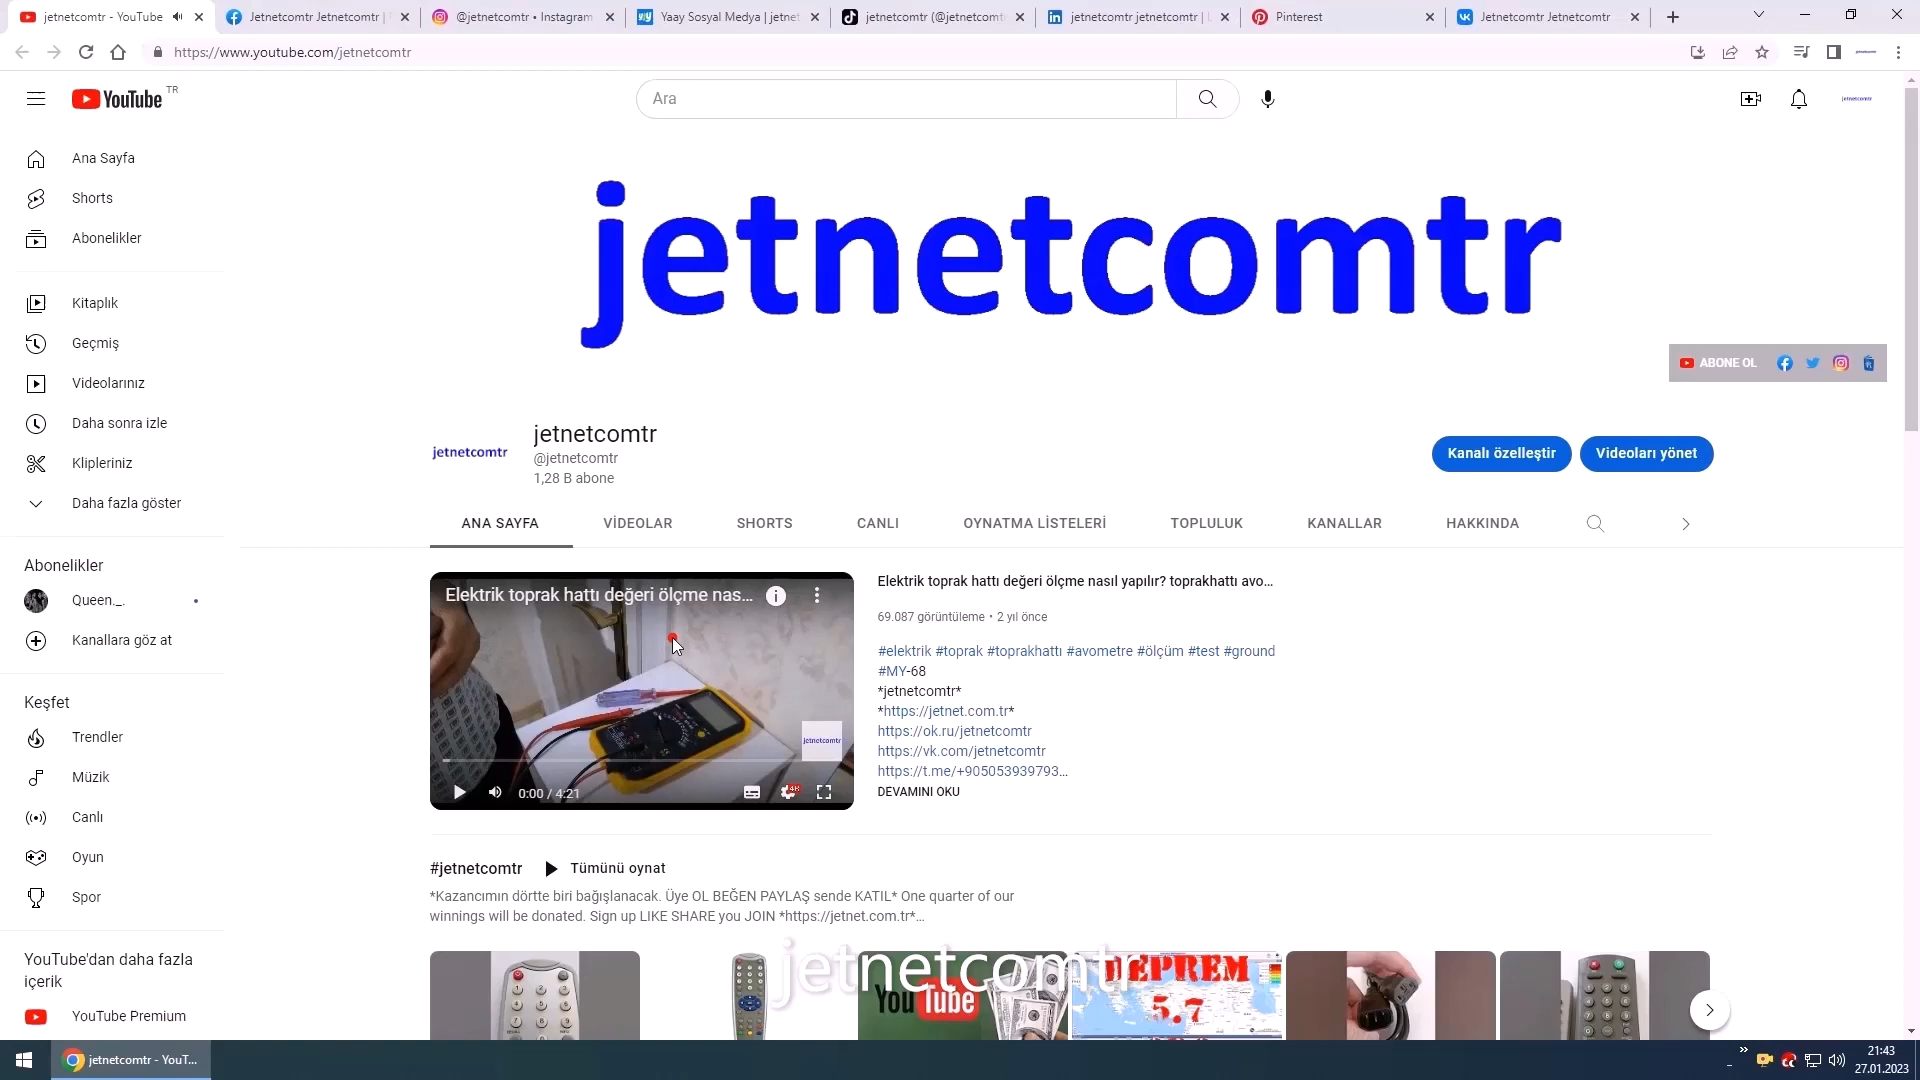 jetnetcomtr - YouTube
Jetnetcomtr Jetnetcomtr |
@jetnetcomtr • Instagram
Yaay Sosyal Medya | jetnet
jetnetcomtr (@jetnetcomt
jetnetcomtr jetnetcomtr |
Pinterest
Jetnetcomtr Jetnetcomtr
https://www.youtube.com/jetnetcomtr
YouTube TR
Ara
jetnetcomtr
Ana Sayfa
Shorts
Abonelikler
Kitaplık
Geçmiş
Videolarınız
Daha sonra izle
Klipleriniz
Daha fazla göster
Abonelikler
Queen._.
Kanallara göz at
Keşfet
Trendler
Müzik
Canlı
Oyun
Spor
YouTube'dan daha fazla
içerik
YouTube Premium
jetnetcomtr
ABONE OL
jetnetcomtr
jetnetcomtr
@jetnetcomtr
1,28 B abone
Kanalı özelleştir
Videoları yönet
ANA SAYFA
VİDEOLAR
SHORTS
CANLI
OYNATMA LİSTELERİ
TOPLULUK
KANALLAR
HAKKINDA
Elektrik toprak hattı değeri ölçme nas...
jetnetcomtr
0:00 / 4:21
Elektrik toprak hattı değeri ölçme nasıl yapılır? toprakhattı avo...
69.087 görüntüleme • 2 yıl önce
#elektrik #toprak #toprakhattı #avometre #ölçüm #test #ground
#MY-68
*jetnetcomtr*
*https://jetnet.com.tr*
https://ok.ru/jetnetcomtr
https://vk.com/jetnetcomtr
https://t.me/+905053939793...
DEVAMINI OKU
#jetnetcomtr
Tümünü oynat
*Kazancımın dörtte biri bağışlanacak. Üye OL BEĞEN PAYLAŞ sende KATIL* One quarter of our
winnings will be donated. Sign up LIKE SHARE you JOIN *https://jetnet.com.tr*...
jetnetcomtr
YouTube
DEPREM
5.7
jetnetcomtr - YouT...
21:43
27.01.2023